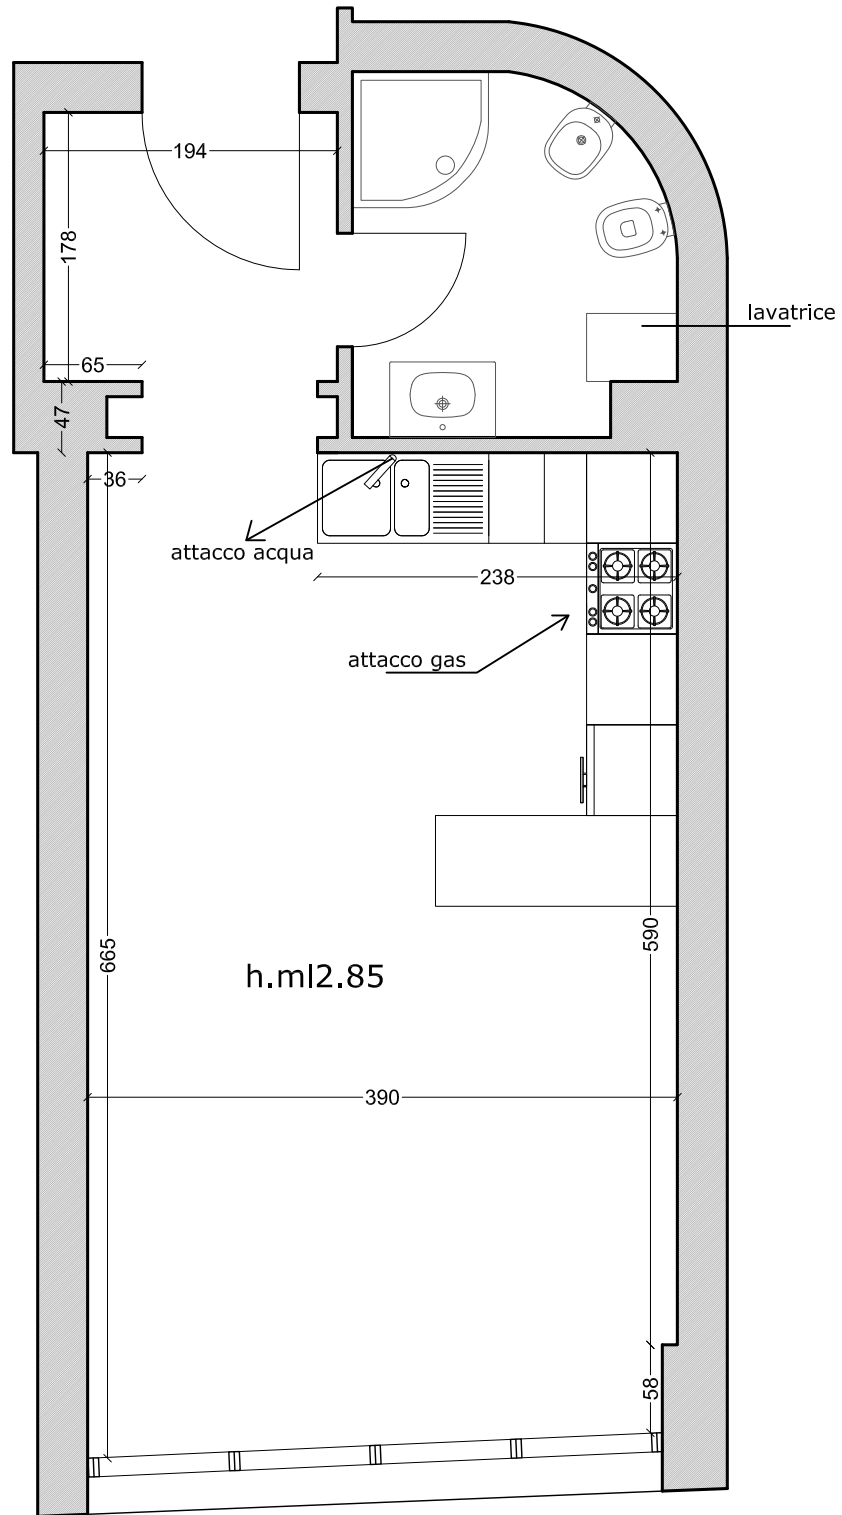 194
178
lavatrice
65
47
36
attacco acqua
238
attacco gas
590
665
h.ml2.85
390
58